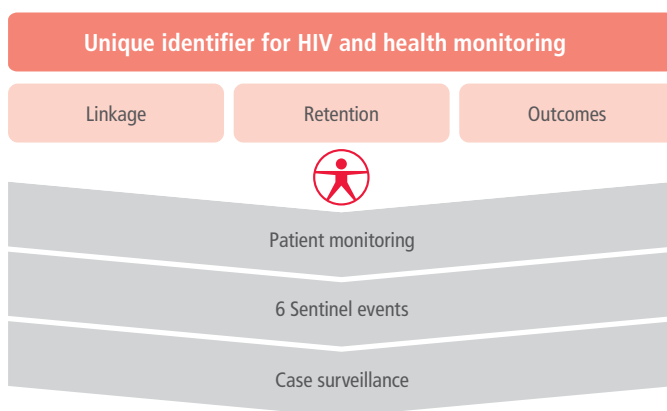 Unique identifier for HIV and health monitoring
Linkage
Retention
Outcomes
Patient monitoring
6 Sentinel events
Case surveillance